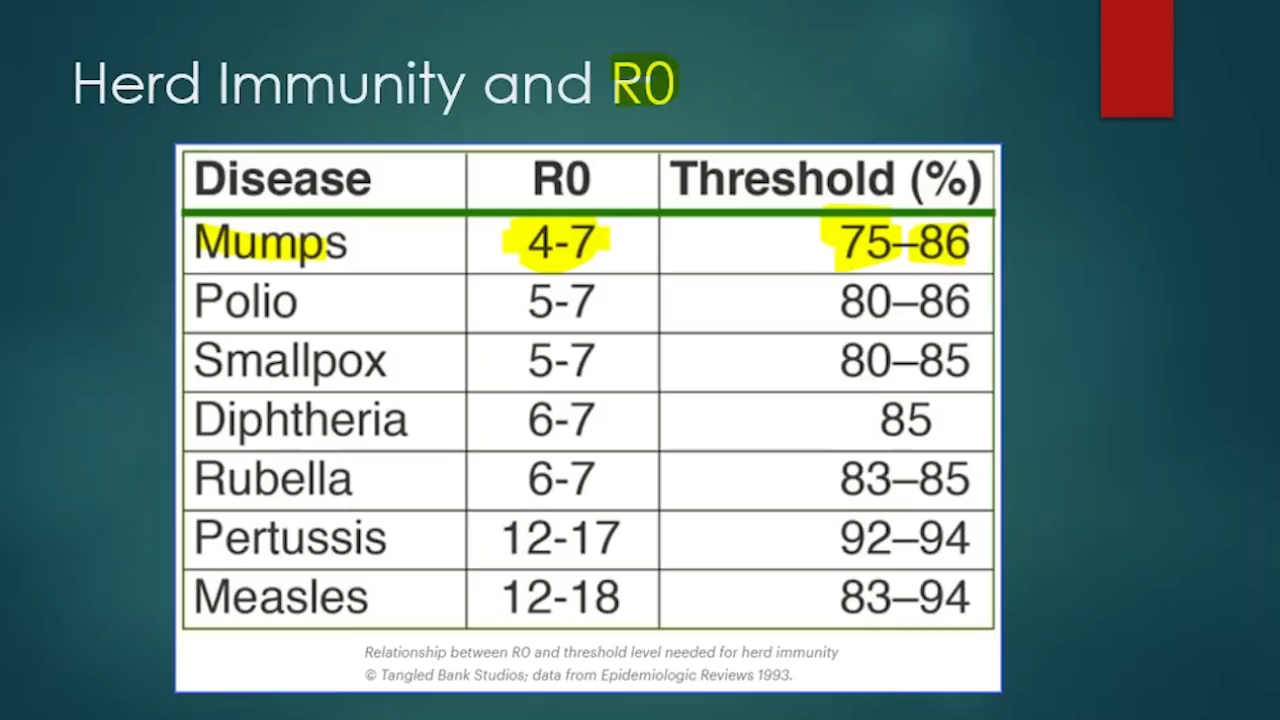 Herd Immunity and R0
Disease R0 Threshold (%)
Mumps 4-7 75–86
Polio 5-7 80–86
Smallpox 5-7 80–85
Diphtheria 6-7 85
Rubella 6-7 83–85
Pertussis 12-17 92–94
Measles 12-18 83–94
Relationship between R0 and threshold level needed for herd immunity
© Tangled Bank Studios; data from Epidemiologic Reviews 1993.